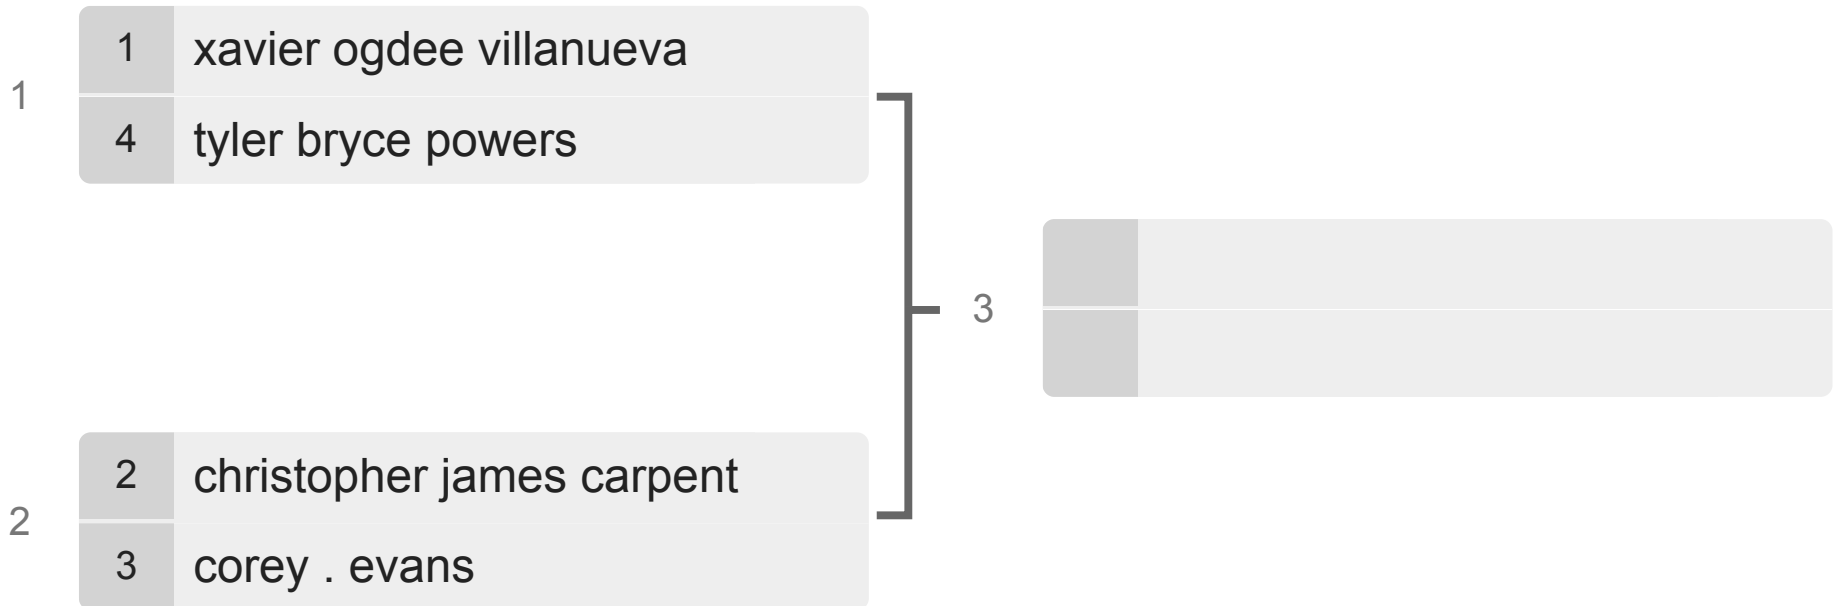 1
1 xavier ogdee villanueva
4 tyler bryce powers
3
2
2 christopher james carpent
3 corey . evans